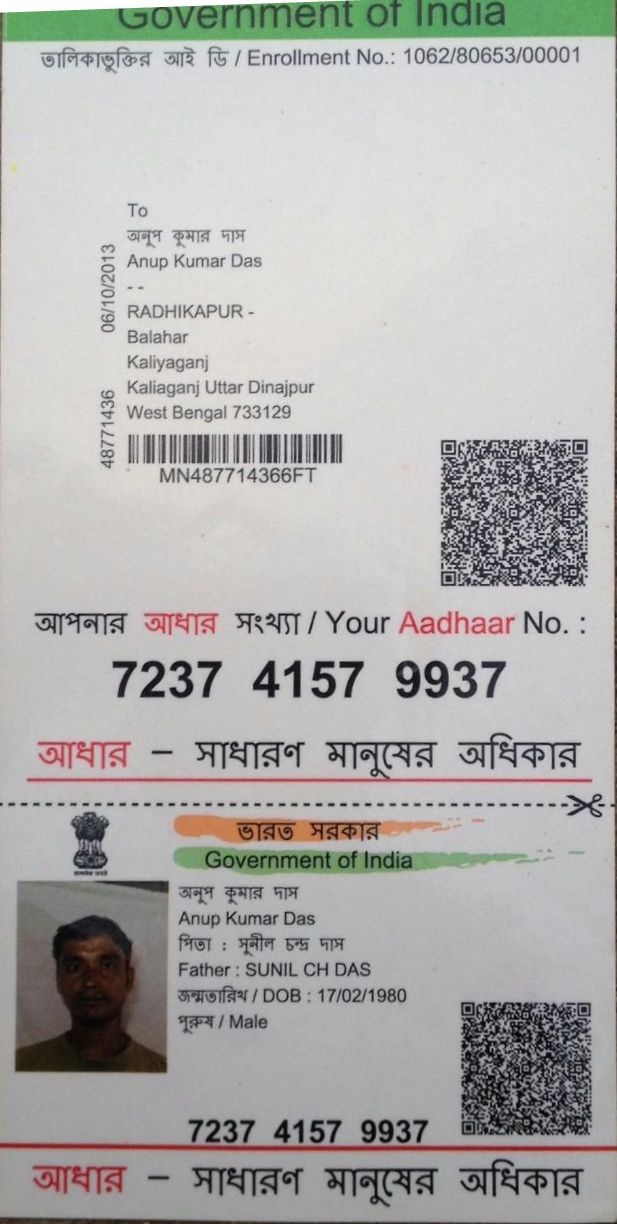 Government of India
তালিকাভুক্তির আই ডি / Enrollment No.: 1062/80653/00001
To
অনুপ কুমার দাস
Anup Kumar Das
- -
RADHIKAPUR -
Balahar
Kaliyaganj
Kaliaganj Uttar Dinajpur
West Bengal 733129
48771436 06/10/2013
MN487714366FT
আপনার আধার সংখ্যা / Your Aadhaar No. :
7237 4157 9937
আধার – সাধারণ মানুষের অধিকার
ভারত সরকার
Government of India
অনুপ কুমার দাস
Anup Kumar Das
পিতা : সুনীল চন্দ্র দাস
Father : SUNIL CH DAS
জন্মতারিখ / DOB : 17/02/1980
পুরুষ / Male
7237 4157 9937
আধার – সাধারণ মানুষের অধিকার